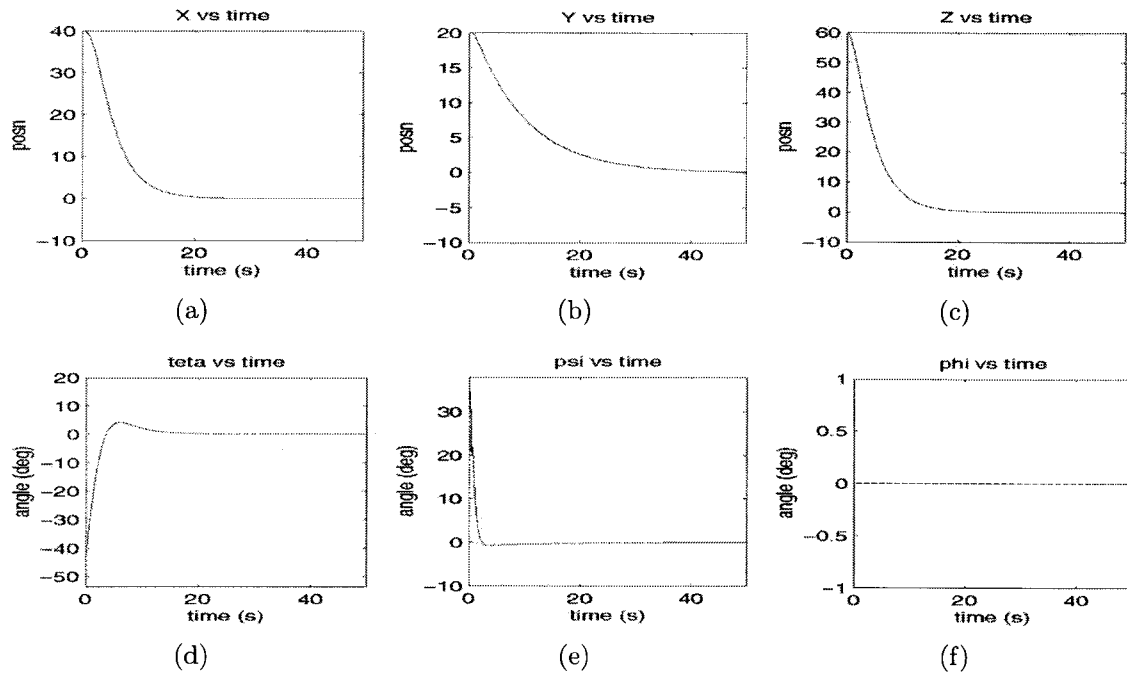 X vs time
Y vs time
Z vs time
40
30
20
10
0
−10
posn
0
20
40
time (s)
20
15
10
5
0
−5
−10
posn
0
20
40
time (s)
60
50
40
30
20
10
0
−10
posn
0
20
40
time (s)
(a)
(b)
(c)
teta vs time
psi vs time
phi vs time
20
10
0
−10
−20
−30
−40
−50
angle (deg)
0
20
40
time (s)
30
20
10
0
−10
angle (deg)
0
20
40
time (s)
1
0.5
0
−0.5
−1
angle (deg)
0
20
40
time (s)
(d)
(e)
(f)